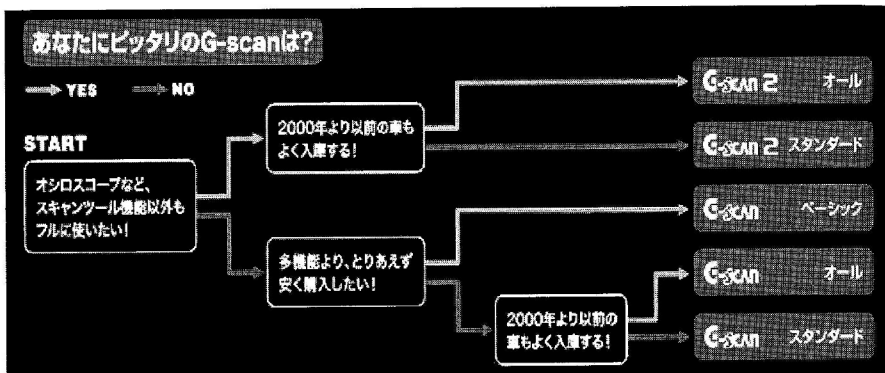 あなたにピッタリのG-scanは?
YES NO
START
オシロスコープなど、
スキャンツール機能以外も
フルに使いたい!
2000年より以前の車も
よく入庫する!
多機能より、とりあえず
安く購入したい!
2000年より以前の
車もよく入庫する!
G-scan 2 オール
G-scan 2 スタンダード
G-scan ベーシック
G-scan オール
G-scan スタンダード